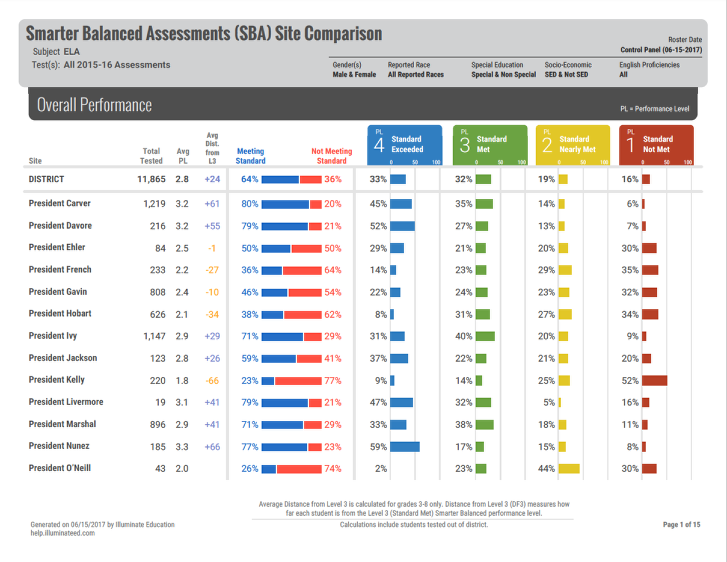 Smarter Balanced Assessments (SBA) Site Comparison
Subject ELA
Test(s): All 2015-16 Assessments
Roster Date
Control Panel (06-15-2017)
Gender(s) Reported Race Special Education Socio-Economic English Proficiencies
Male & Female All Reported Races Special & Non Special SED & Not SED All
Overall Performance
PL = Performance Level
Site Total Tested Avg PL Avg Dist. from L3 Meeting Standard Not Meeting Standard PL 4 Standard Exceeded PL 3 Standard Met PL 2 Standard Nearly Met PL 1 Standard Not Met
0 50 100 0 50 100 0 50 100 0 50 100
DISTRICT 11,865 2.8 +24 64% 36% 33% 32% 19% 16%
President Carver 1,219 3.2 +61 80% 20% 45% 35% 14% 6%
President Davore 216 3.2 +55 79% 21% 52% 27% 13% 7%
President Ehler 84 2.5 -1 50% 50% 29% 21% 20% 30%
President French 233 2.2 -27 36% 64% 14% 23% 29% 35%
President Gavin 808 2.4 -10 46% 54% 22% 24% 23% 32%
President Hobart 626 2.1 -34 38% 62% 8% 31% 27% 34%
President Ivy 1,147 2.9 +29 71% 29% 31% 40% 20% 9%
President Jackson 123 2.8 +26 59% 41% 37% 22% 21% 20%
President Kelly 220 1.8 -66 23% 77% 9% 14% 25% 52%
President Livermore 19 3.1 +41 79% 21% 47% 32% 5% 16%
President Marshal 896 2.9 +41 71% 29% 33% 38% 18% 11%
President Nunez 185 3.3 +66 77% 23% 59% 17% 15% 8%
President O'Neill 43 2.0 26% 74% 2% 23% 44% 30%
Average Distance from Level 3 is calculated for grades 3-8 only. Distance from Level 3 (DF3) measures how
far each student is from the Level 3 (Standard Met) Smarter Balanced performance level.
Generated on 06/15/2017 by Illuminate Education Calculations include students tested out of district. Page 1 of 15
help.illuminateed.com